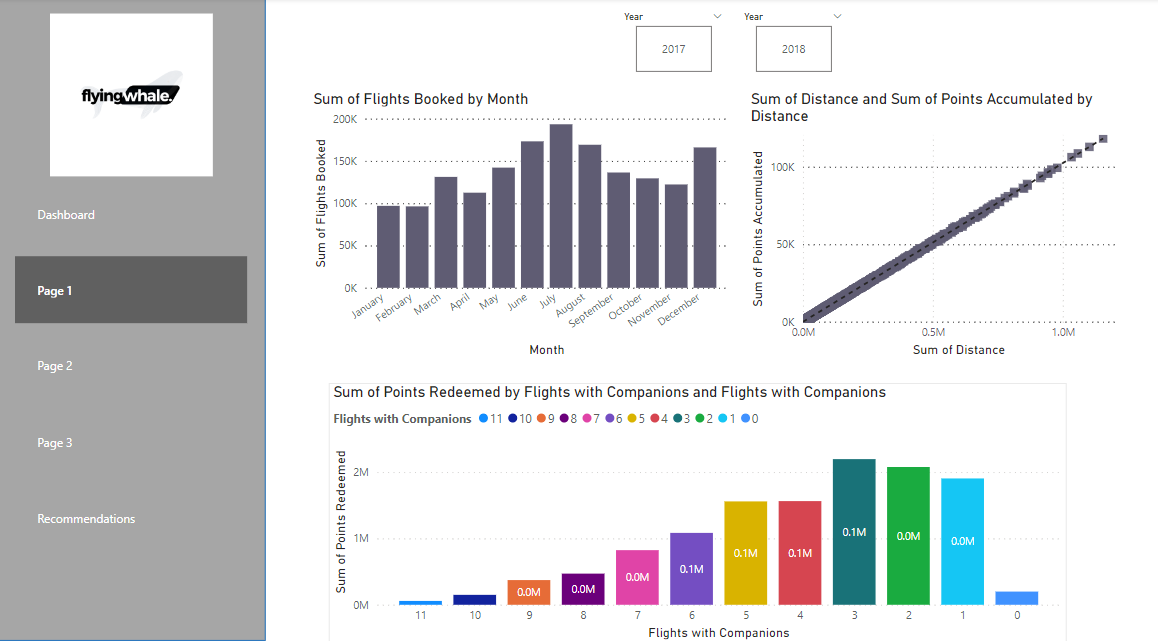 flyingwhale.
Dashboard
Page 1
Page 2
Page 3
Recommendations
Year
2017
Year
2018
Sum of Flights Booked by Month
Sum of Flights Booked
200K
150K
100K
50K
0K
January
February
March
April
May
June
July
August
September
October
November
December
Month
Sum of Distance and Sum of Points Accumulated by
Distance
Sum of Points Accumulated
100K
50K
0K
0.0M
0.5M
1.0M
Sum of Distance
Sum of Points Redeemed by Flights with Companions and Flights with Companions
Flights with Companions 11 10 9 8 7 6 5 4 3 2 1 0
Sum of Points Redeemed
2M
1M
0M
0.0M
0.0M
0.0M
0.1M
0.1M
0.1M
0.1M
0.0M
0.0M
11 10 9 8 7 6 5 4 3 2 1 0
Flights with Companions